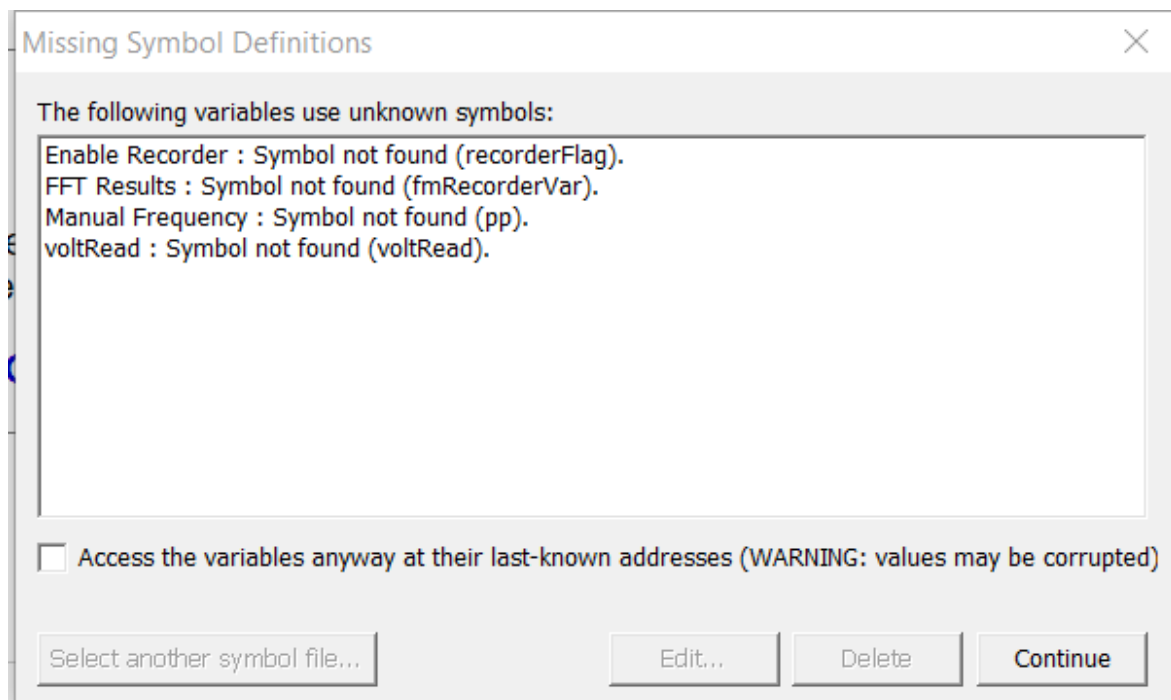 Missing Symbol Definitions
The following variables use unknown symbols:
Enable Recorder : Symbol not found (recorderFlag).
FFT Results : Symbol not found (fmRecorderVar).
Manual Frequency : Symbol not found (pp).
voltRead : Symbol not found (voltRead).
Access the variables anyway at their last-known addresses (WARNING: values may be corrupted)
Select another symbol file...
Edit...
Delete
Continue